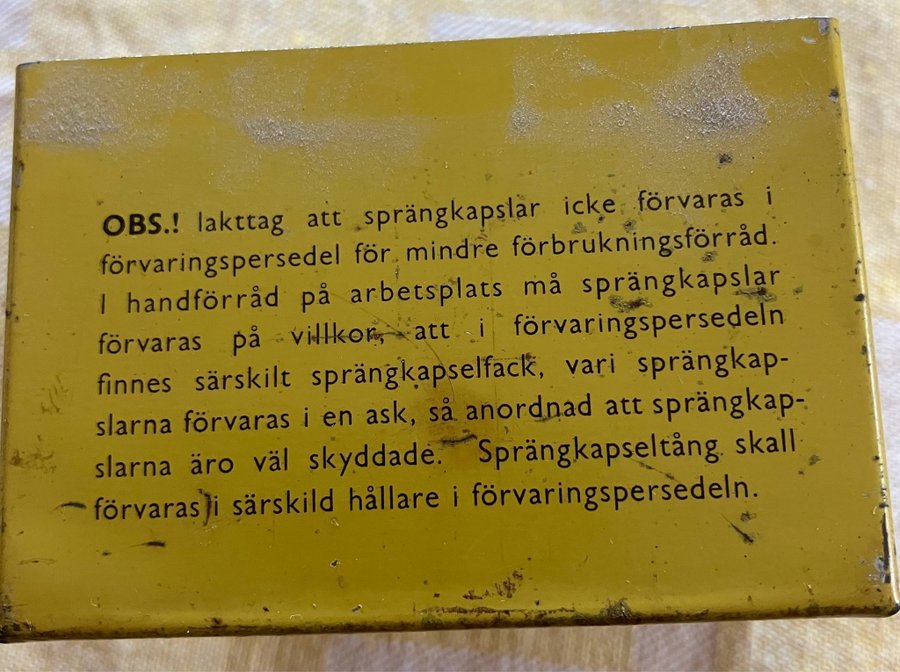 OBS.! Iakttag att sprängkapslar icke förvaras i
förvaringspersedel för mindre förbrukningsförråd.
I handförråd på arbetsplats må sprängkapslar
förvaras på villkor, att i förvaringspersedeln
finnes särskilt sprängkapselfack, vari sprängkap-
slarna förvaras i en ask, så anordnad att sprängkap-
slarna äro väl skyddade. Sprängkapseltång skall
förvaras i särskild hållare i förvaringspersedeln.